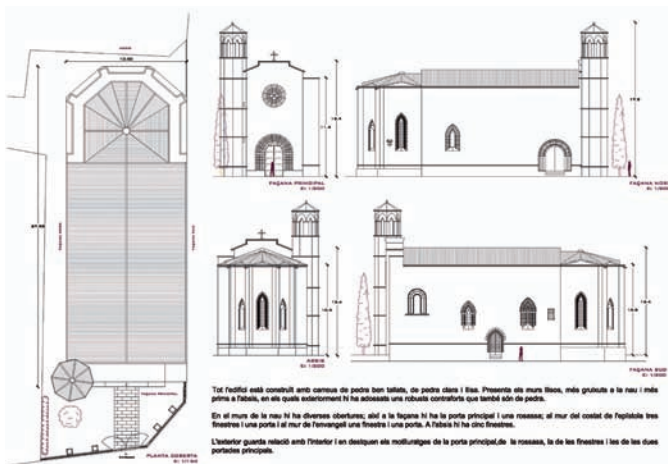 FAÇANA PRINCIPAL
FAÇANA NORD
ABSIS
FAÇANA SUD
PLANTA COBERTA
Tot l'edifici està construït amb carreus de pedra ben tallats, de pedra clara i llisa. Presenta els murs llisos, més gruixuts a la nau i més
prims a l'absis, en els quals exteriorment hi ha adossats uns robusts contraforts que també són de pedra.
En el murs de la nau hi ha diverses obertures; així a la façana hi ha la porta principal i una rosassa; al mur del costat de l'epístola tres
finestres i una porta i al mur de l'envangeli una finestra i una porta. A l'absis hi ha cinc finestres.
L'exterior guarda relació amb l'interior i en destiquen els motlluratges de la porta principal,de la rosassa, la de les finestres i les de les dues
portades principals.